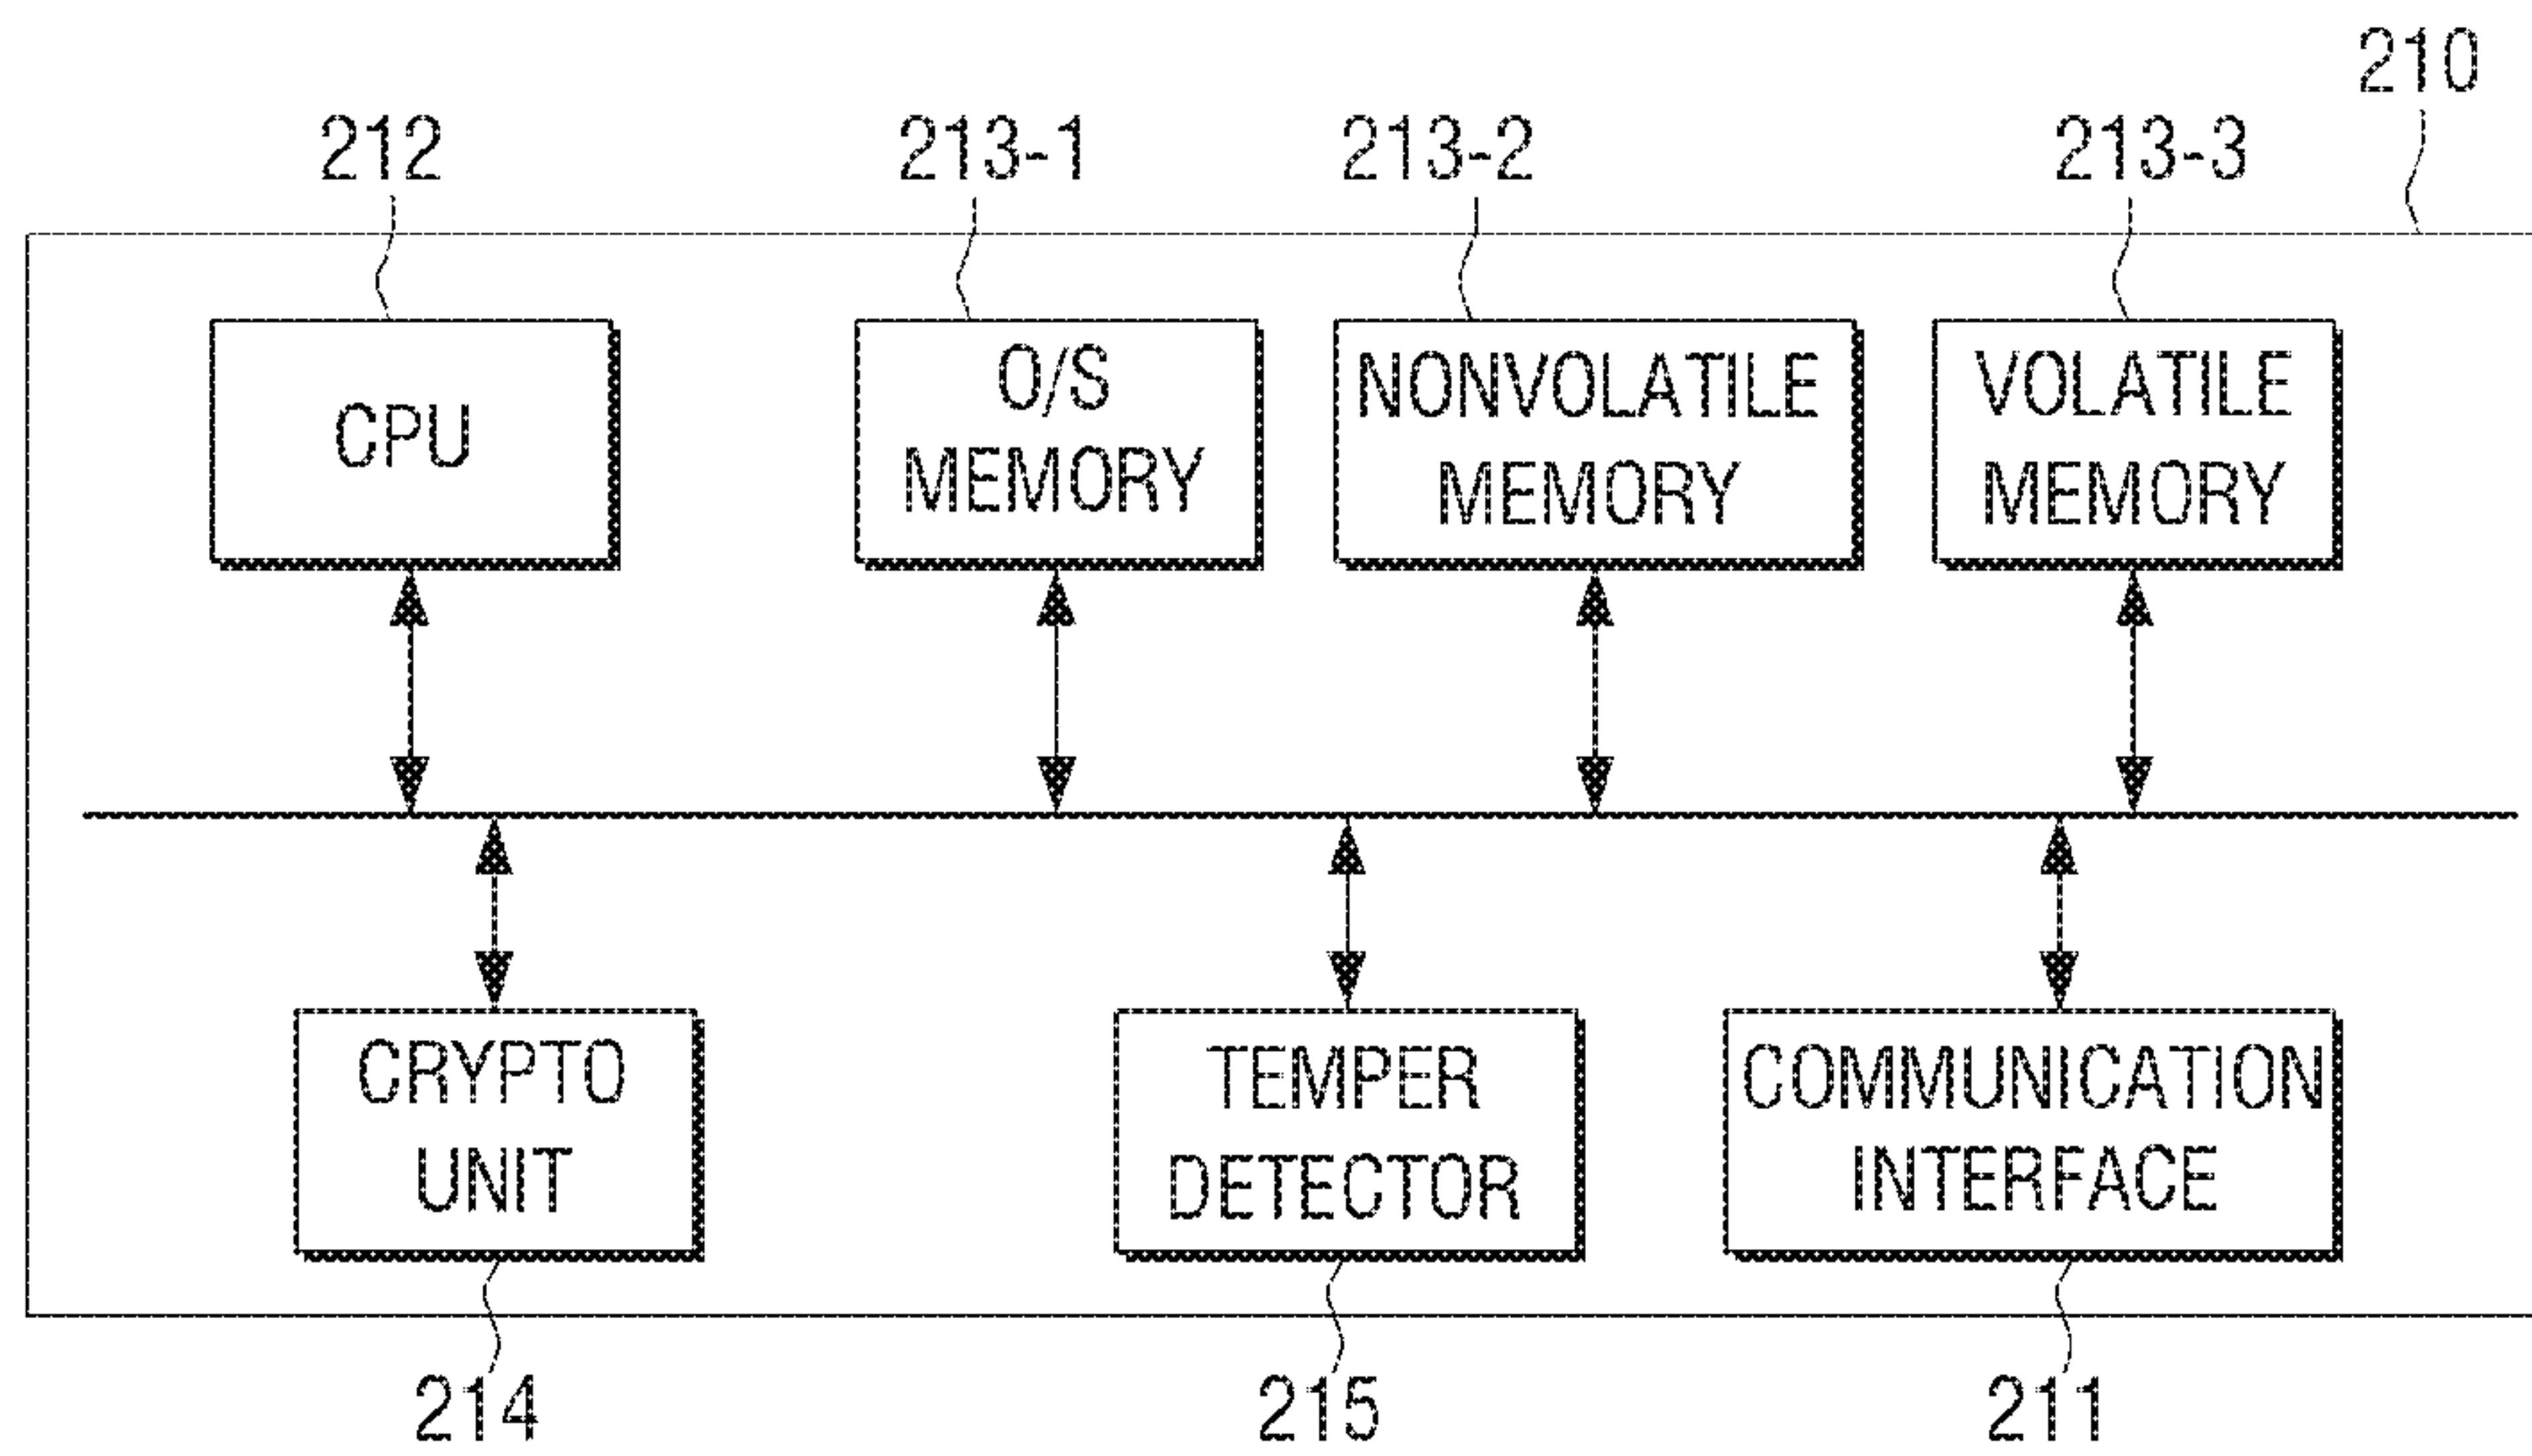 210
212
213-1
213-2
213-3
CPU
O/S
MEMORY
NONVOLATILE
MEMORY
VOLATILE
MEMORY
CRYPTO
UNIT
TEMPER
DETECTOR
COMMUNICATION
INTERFACE
214
215
211